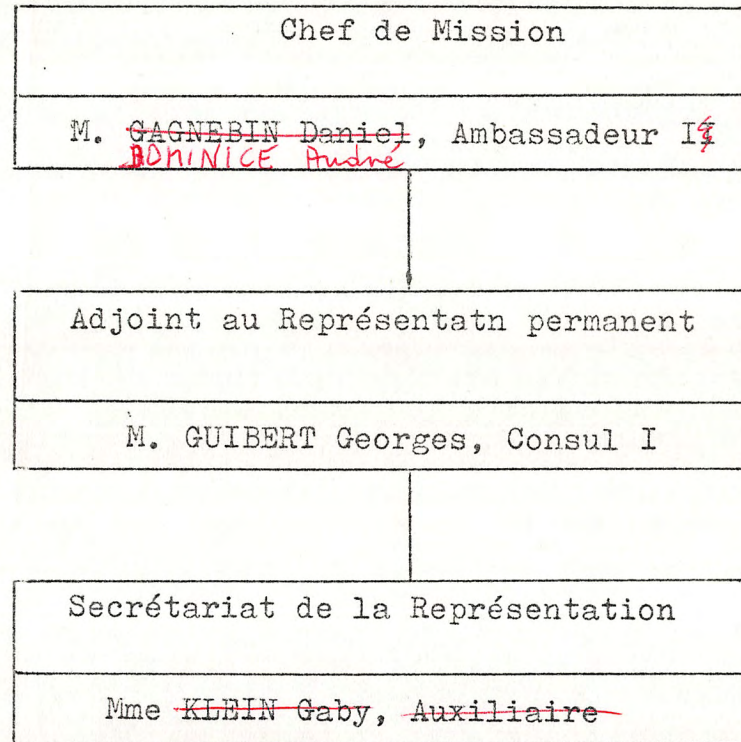 Chef de Mission
M. GAGNEBIN Daniel, Ambassadeur I
DOMINICE André
Adjoint au Représentatn permanent
M. GUIBERT Georges, Consul I
Secrétariat de la Représentation
Mme KLEIN Gaby, Auxiliaire